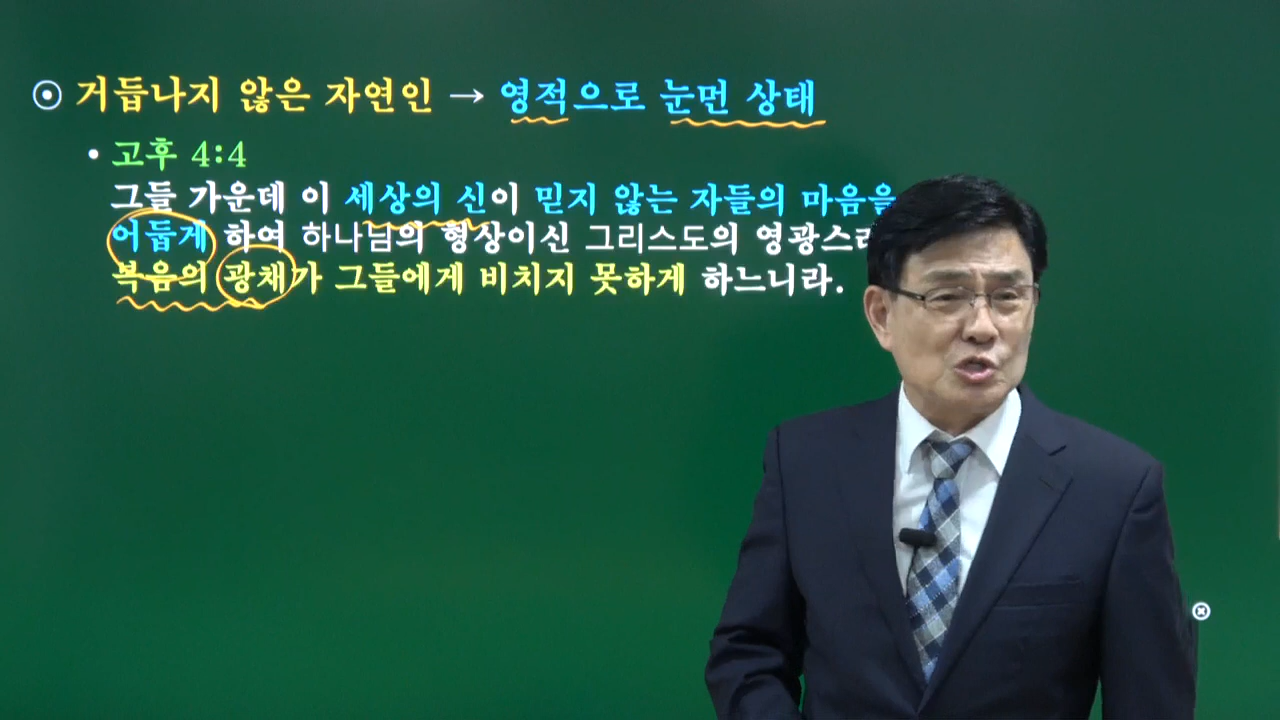 ⊙ 거듭나지 않은 자연인 → 영적으로 눈먼 상태
• 고후 4:4
그들 가운데 이 세상의 신이 믿지 않는 자들의 마음을
어둡게 하여 하나님의 형상이신 그리스도의 영광스러
복음의 광채가 그들에게 비치지 못하게 하느니라.